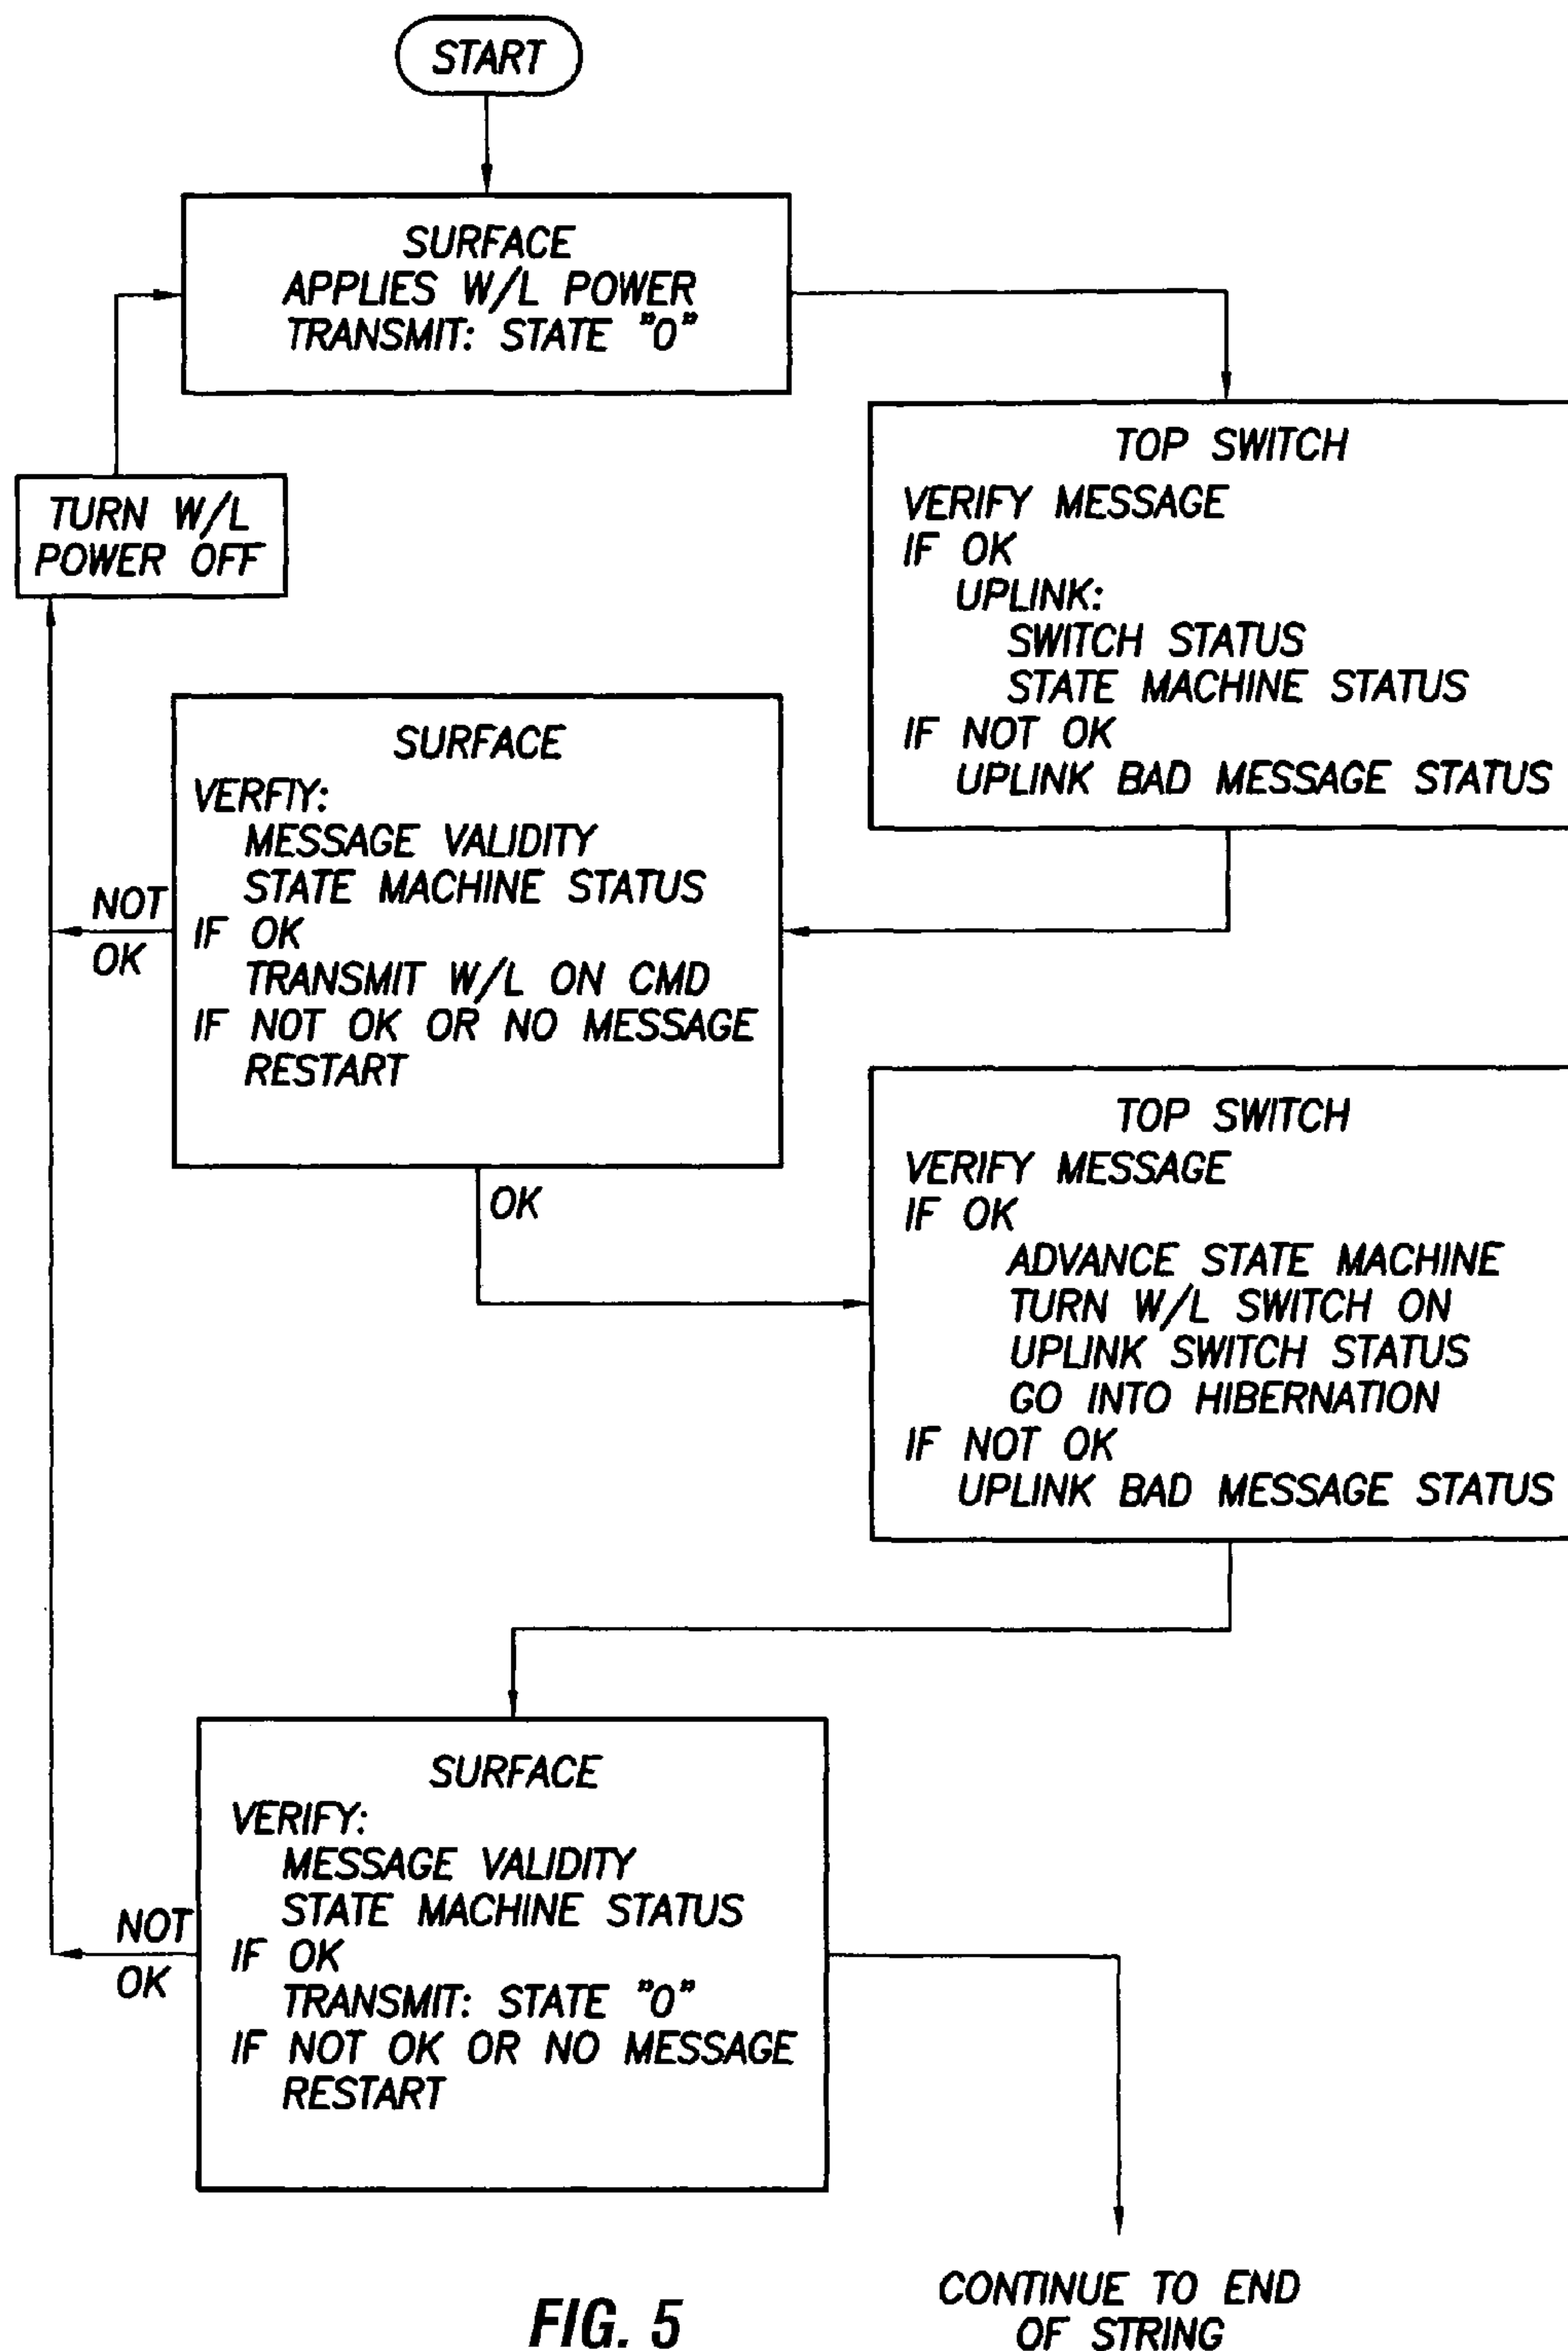 START
SURFACE
APPLIES W/L POWER
TRANSMIT: STATE "0"
TURN W/L
POWER OFF
TOP SWITCH
VERIFY MESSAGE
IF OK
UPLINK:
SWITCH STATUS
STATE MACHINE STATUS
IF NOT OK
UPLINK BAD MESSAGE STATUS
SURFACE
VERFIY:
MESSAGE VALIDITY
STATE MACHINE STATUS
IF OK
TRANSMIT W/L ON CMD
IF NOT OK OR NO MESSAGE
RESTART
NOT
OK
OK
TOP SWITCH
VERIFY MESSAGE
IF OK
ADVANCE STATE MACHINE
TURN W/L SWITCH ON
UPLINK SWITCH STATUS
GO INTO HIBERNATION
IF NOT OK
UPLINK BAD MESSAGE STATUS
SURFACE
VERIFY:
MESSAGE VALIDITY
STATE MACHINE STATUS
IF OK
TRANSMIT: STATE "0"
IF NOT OK OR NO MESSAGE
RESTART
NOT
OK
CONTINUE TO END
OF STRING
FIG. 5